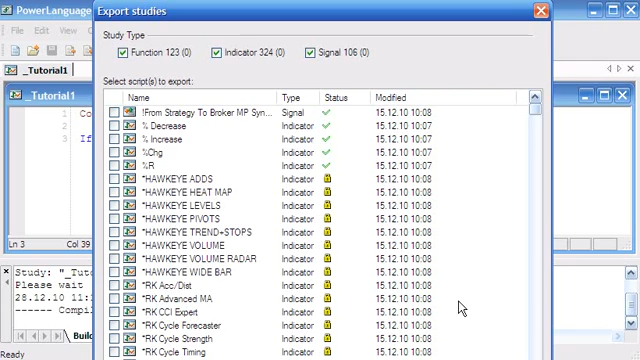 PowerLanguage
Export studies
File Edit
Study Type
Function 123 (0) Indicator 324 (0) Signal 106 (0)
_Tutorial1
Select script(s) to export:
_Tutorial1
Name Type Status Modified
1 Co
!From Strategy To Broker MP Syn... Signal 15.12.10 10:08
2
% Decrease Indicator 15.12.10 10:07
3 If
% Increase Indicator 15.12.10 10:07
%Chg Indicator 15.12.10 10:07
%R Indicator 15.12.10 10:07
*HAWKEYE ADDS Indicator 15.12.10 10:08
*HAWKEYE HEAT MAP Indicator 15.12.10 10:08
*HAWKEYE LEVELS Indicator 15.12.10 10:08
*HAWKEYE PIVOTS Indicator 15.12.10 10:08
*HAWKEYE TREND+STOPS Indicator 15.12.10 10:08
Ln 3 Col 39
*HAWKEYE VOLUME Indicator 15.12.10 10:08
*HAWKEYE VOLUME RADAR Indicator 15.12.10 10:08
Study: "_Tu
*HAWKEYE WIDE BAR Indicator 15.12.10 10:08
Please wait
*RK Acc/Dist Indicator 15.12.10 10:08
28.12.10 11:
*RK Advanced MA Indicator 15.12.10 10:08
------ Compil
*RK CCI Expert Indicator 15.12.10 10:08
*RK Cycle Forecaster Indicator 15.12.10 10:08
Build
*RK Cycle Strength Indicator 15.12.10 10:08
Ready
*RK Cycle Timing Indicator 15.12.10 10:08